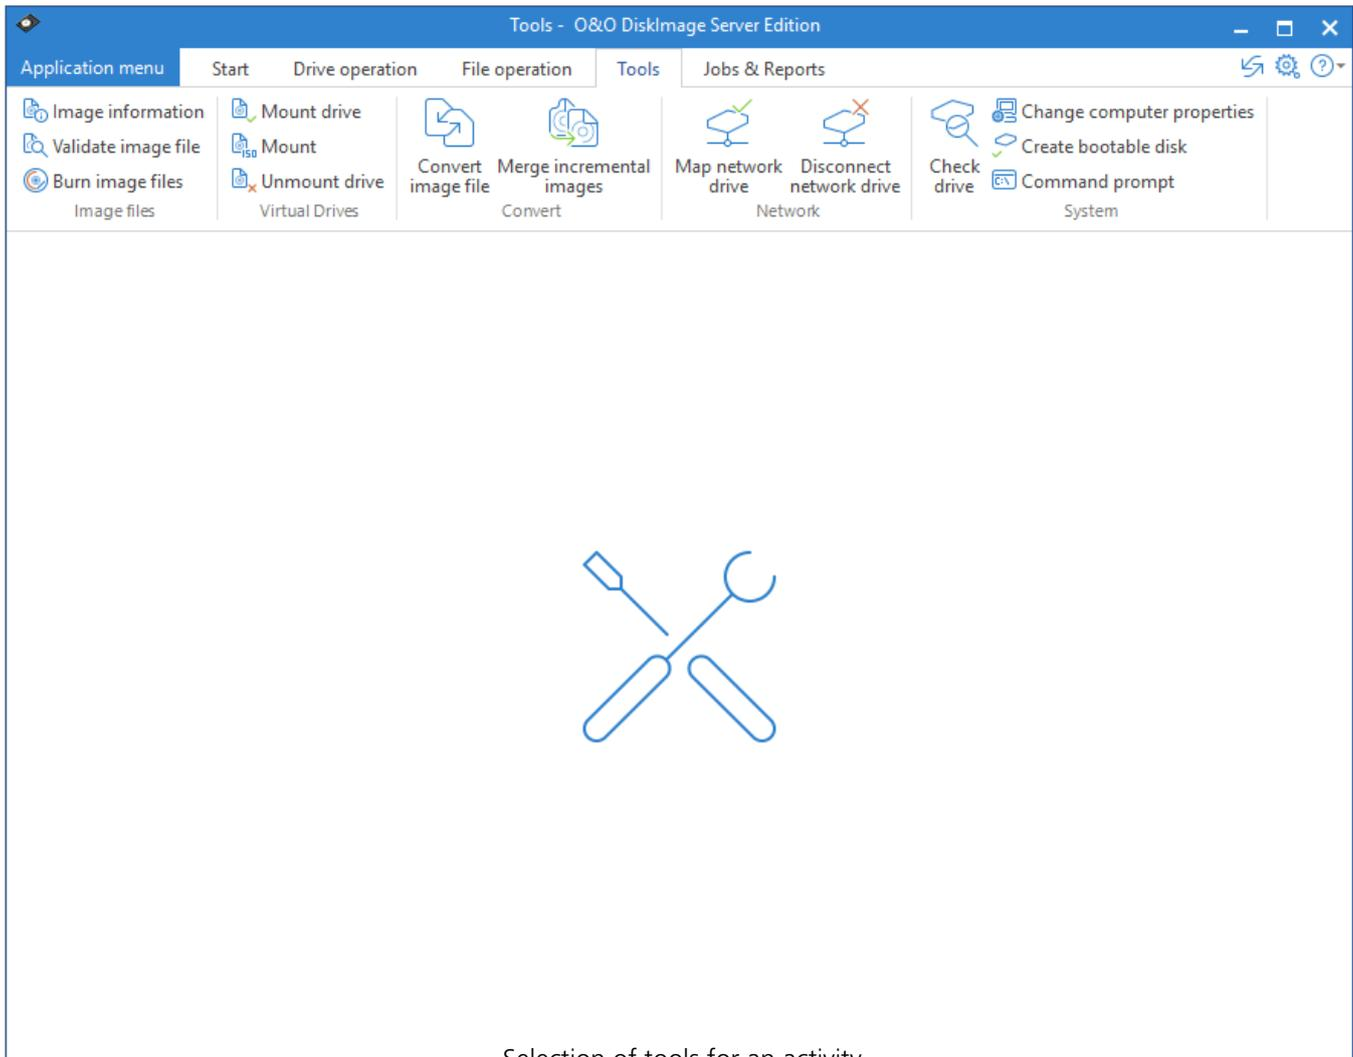 Tools - O&O DiskImage Server Edition
Application menu Start Drive operation File operation Tools Jobs & Reports
Image information
Validate image file
Burn image files
Image files
Mount drive
ISO Mount
Unmount drive
Virtual Drives
Convert
image file
Merge incremental
images
Convert
Map network
drive
Disconnect
network drive
Network
Check
drive
Change computer properties
Create bootable disk
C:\ Command prompt
System
Selection of tools for an activity